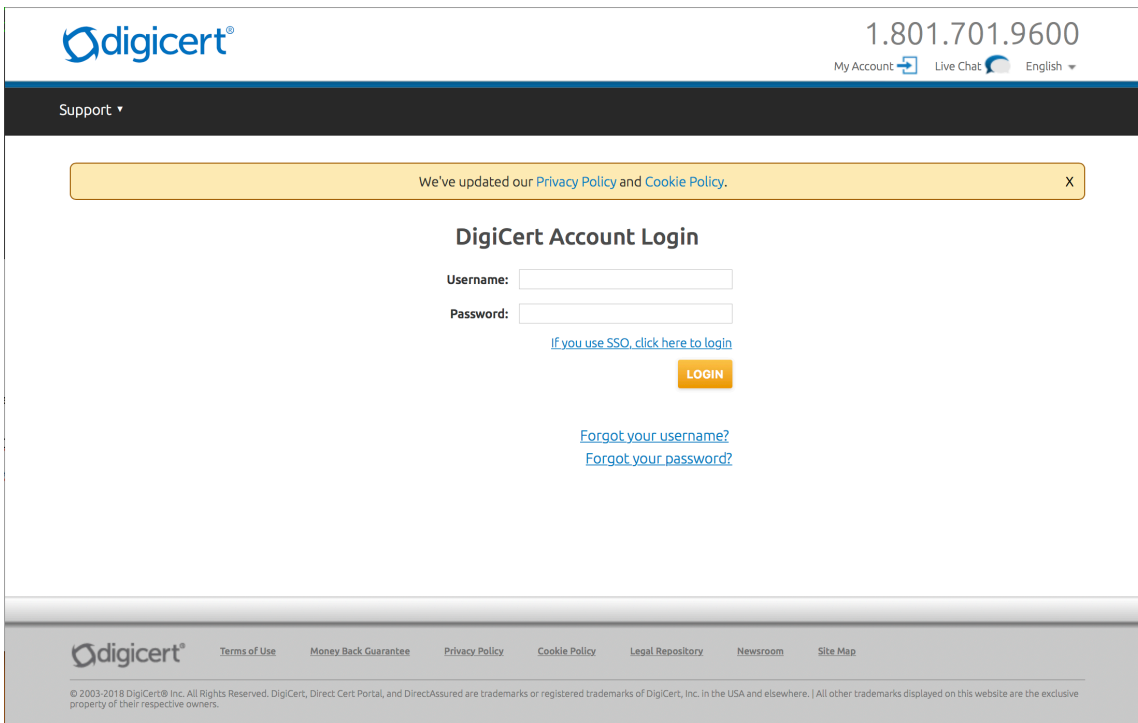 digicert®
1.801.701.9600
My Account Live Chat English
Support
We've updated our Privacy Policy and Cookie Policy. X
DigiCert Account Login
Username:
Password:
If you use SSO, click here to login
LOGIN
Forgot your username?
Forgot your password?
digicert® Terms of Use Money Back Guarantee Privacy Policy Cookie Policy Legal Repository Newsroom Site Map
© 2003-2018 DigiCert® Inc. All Rights Reserved. DigiCert, Direct Cert Portal, and DirectAssured are trademarks or registered trademarks of DigiCert, Inc. in the USA and elsewhere. | All other trademarks displayed on this website are the exclusive
property of their respective owners.